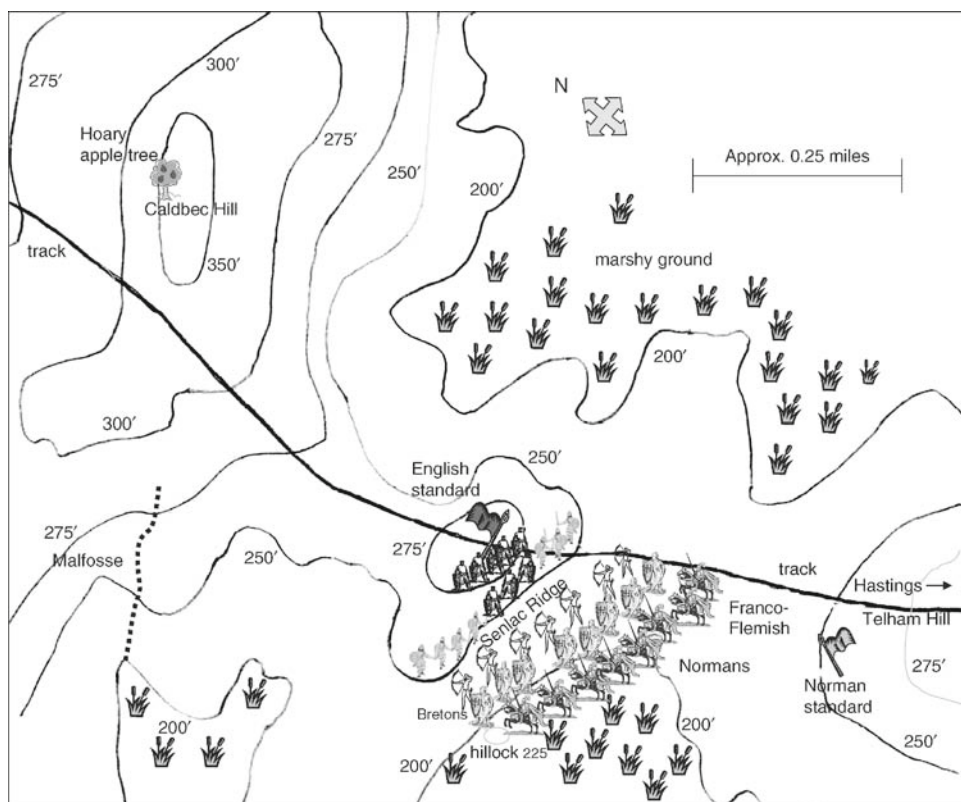 300'
275'
N
Hoary
apple tree
275'
250'
200'
Approx. 0.25 miles
Caldbec Hill
track
350'
marshy ground
200'
300'
English
standard
250'
275'
Malfosse
250'
275'
Senlac Ridge
track
Hastings
Telham Hill
Franco-
Flemish
Normans
275'
Norman
standard
Bretons
200'
200'
250'
hillock 225
200'